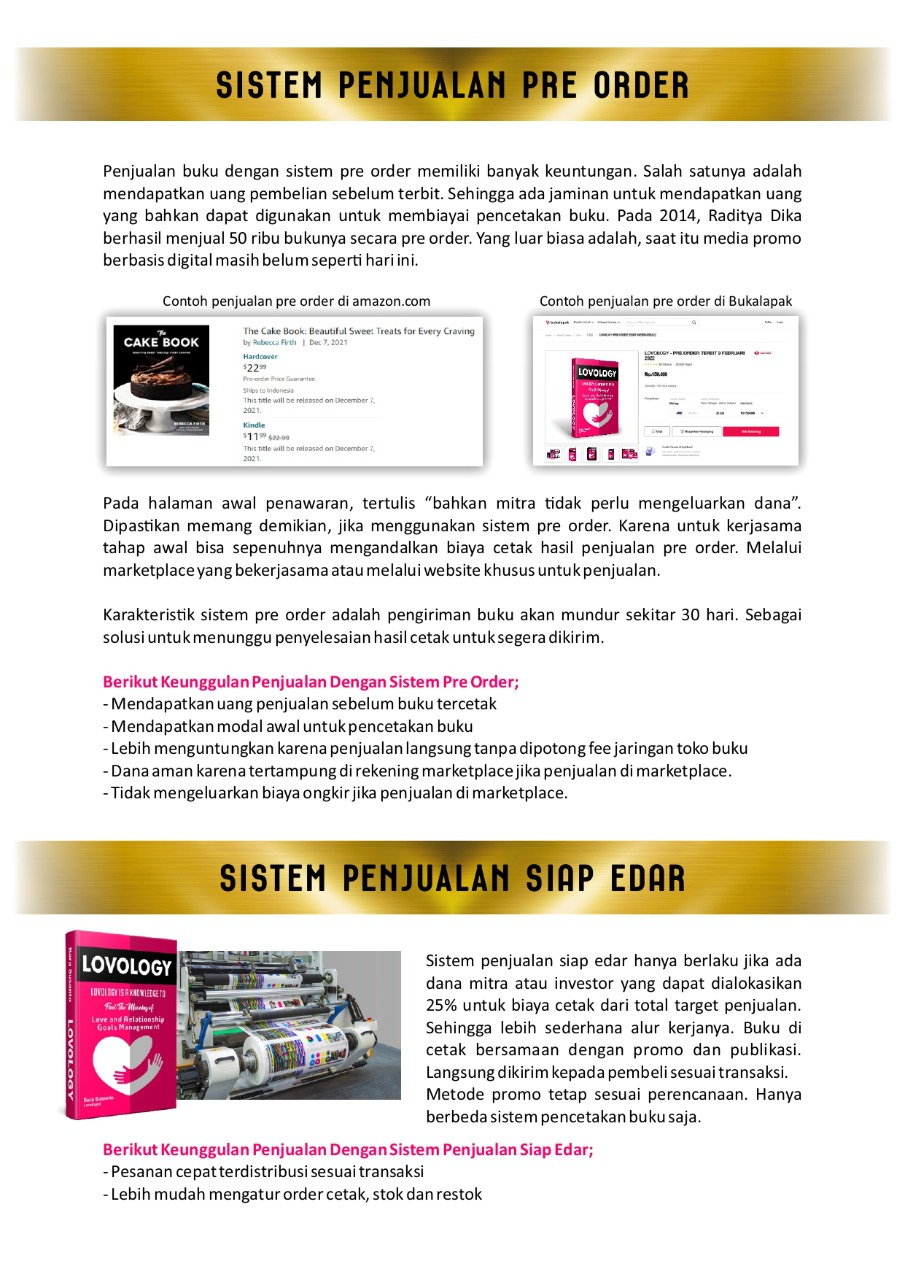 SISTEM PENJUALAN PRE ORDER
Penjualan buku dengan sistem pre order memiliki banyak keuntungan. Salah satunya adalah
mendapatkan uang pembelian sebelum terbit. Sehingga ada jaminan untuk mendapatkan uang
yang bahkan dapat digunakan untuk membiayai pencetakan buku. Pada 2014, Raditya Dika
berhasil menjual 50 ribu bukunya secara pre order. Yang luar biasa adalah, saat itu media promo
berbasis digital masih belum seperti hari ini.
Contoh penjualan pre order di amazon.com
The
CAKE BOOK
REBECCA FIRTH
The Cake Book: Beautiful Sweet Treats for Every Craving
by Rebecca Firth | Dec 7, 2021
Hardcover
$22.99
Pre-order Price Guarantee.
Ships to Indonesia
This title will be released on December 7,
2021.
Kindle
$11.99 $22.99
This title will be released on December 7,
2021.
Contoh penjualan pre order di Bukalapak
LOVOLOGY - PRE ORDER TERBIT 9 FEBRUARI
2022
LOVOLOGY
LOVOLOGY
Pada halaman awal penawaran, tertulis “bahkan mitra tidak perlu mengeluarkan dana”.
Dipastikan memang demikian, jika menggunakan sistem pre order. Karena untuk kerjasama
tahap awal bisa sepenuhnya mengandalkan biaya cetak hasil penjualan pre order. Melalui
marketplace yang bekerjasama atau melalui website khusus untuk penjualan.
Karakteristik sistem pre order adalah pengiriman buku akan mundur sekitar 30 hari. Sebagai
solusi untuk menunggu penyelesaian hasil cetak untuk segera dikirim.
Berikut Keunggulan Penjualan Dengan Sistem Pre Order;
- Mendapatkan uang penjualan sebelum buku tercetak
- Mendapatkan modal awal untuk pencetakan buku
- Lebih menguntungkan karena penjualan langsung tanpa dipotong fee jaringan toko buku
- Dana aman karena tertampung di rekening marketplace jika penjualan di marketplace.
- Tidak mengeluarkan biaya ongkir jika penjualan di marketplace.
SISTEM PENJUALAN SIAP EDAR
LOVOLOGY
LOVOLOGY IS A KNOWLEDGE TO
Feel The Meaning of
Love and Relationship
Goals Management
LOVOLOGY
Sistem penjualan siap edar hanya berlaku jika ada
dana mitra atau investor yang dapat dialokasikan
25% untuk biaya cetak dari total target penjualan.
Sehingga lebih sederhana alur kerjanya. Buku di
cetak bersamaan dengan promo dan publikasi.
Langsung dikirim kepada pembeli sesuai transaksi.
Metode promo tetap sesuai perencanaan. Hanya
berbeda sistem pencetakan buku saja.
Berikut Keunggulan Penjualan Dengan Sistem Penjualan Siap Edar;
- Pesanan cepat terdistribusi sesuai transaksi
- Lebih mudah mengatur order cetak, stok dan restok